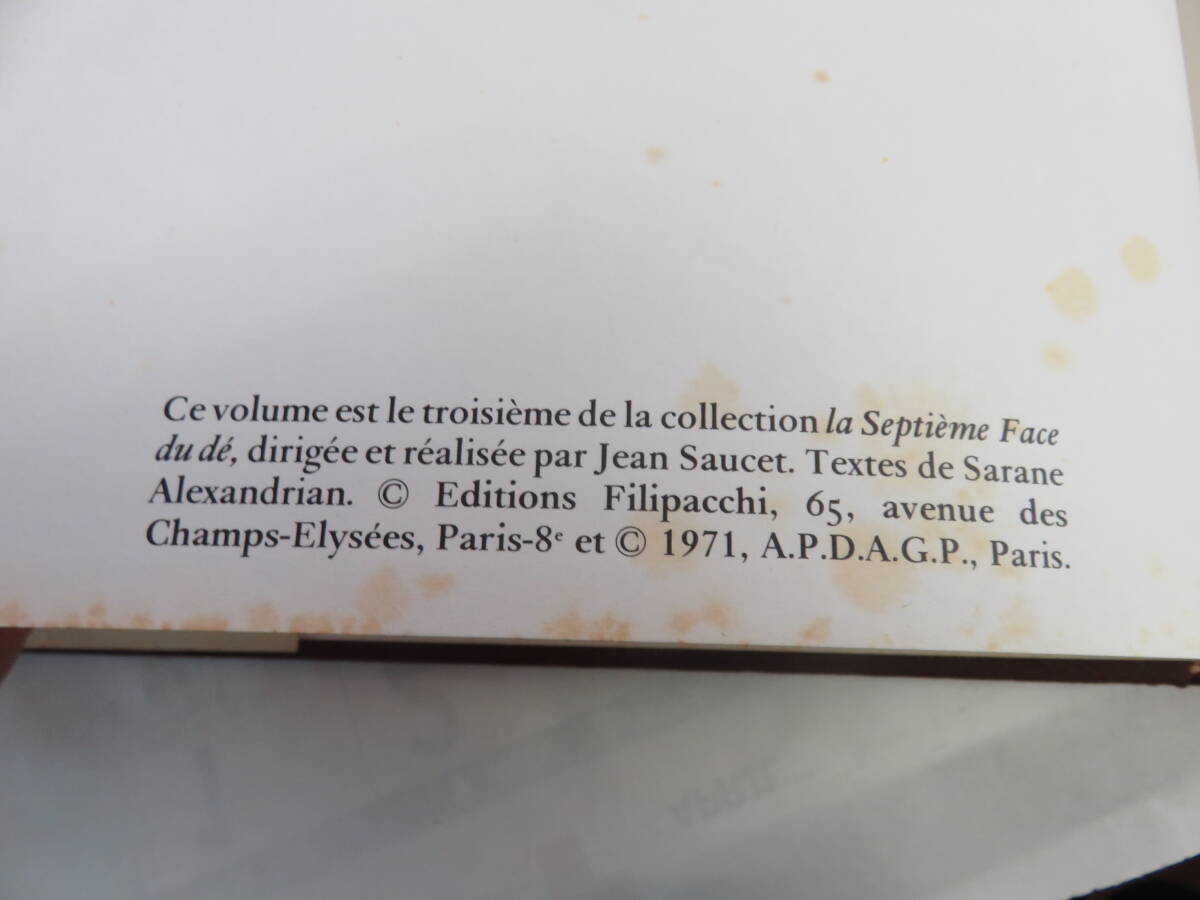 Ce volume est le troisième de la collection la Septième Face
du dé, dirigée et réalisée par Jean Saucet. Textes de Sarane
Alexandrian. © Editions Filipacchi, 65, avenue des
Champs-Elysées, Paris-8e et © 1971, A.P.D.A.G.P., Paris.